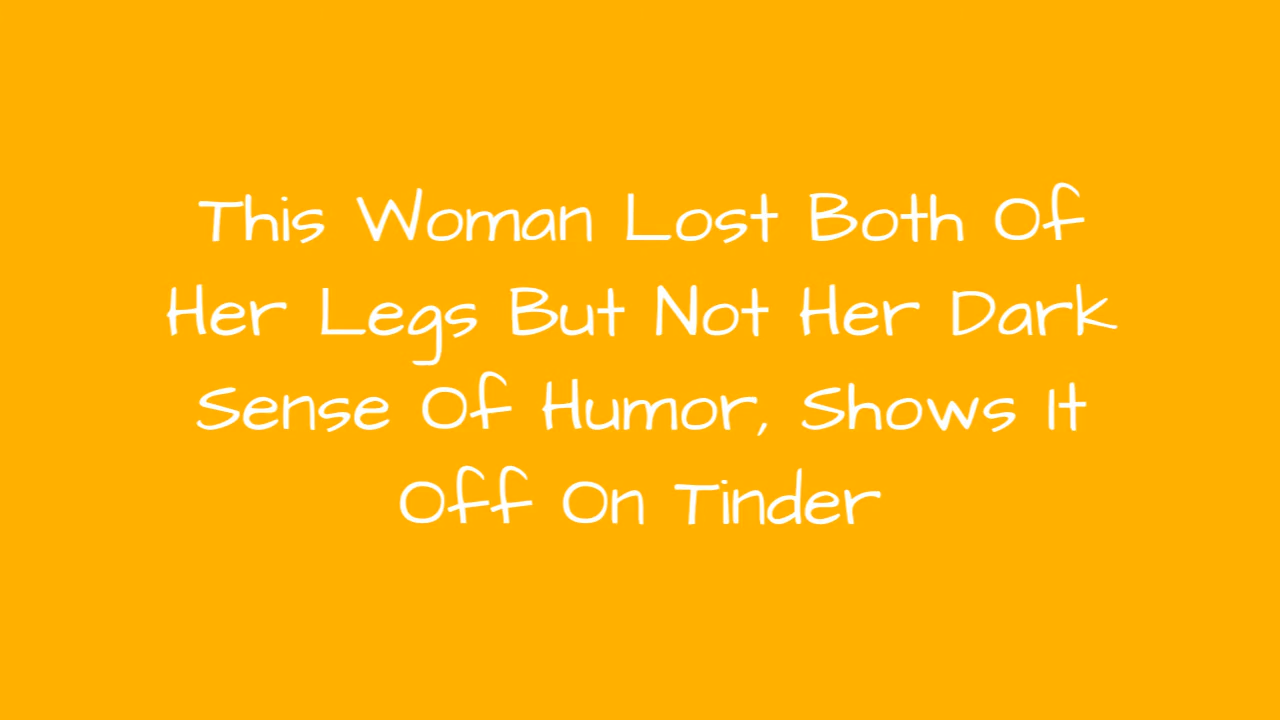 This Woman Lost Both Of
Her Legs But Not Her Dark
Sense Of Humor, Shows It
Off On Tinder